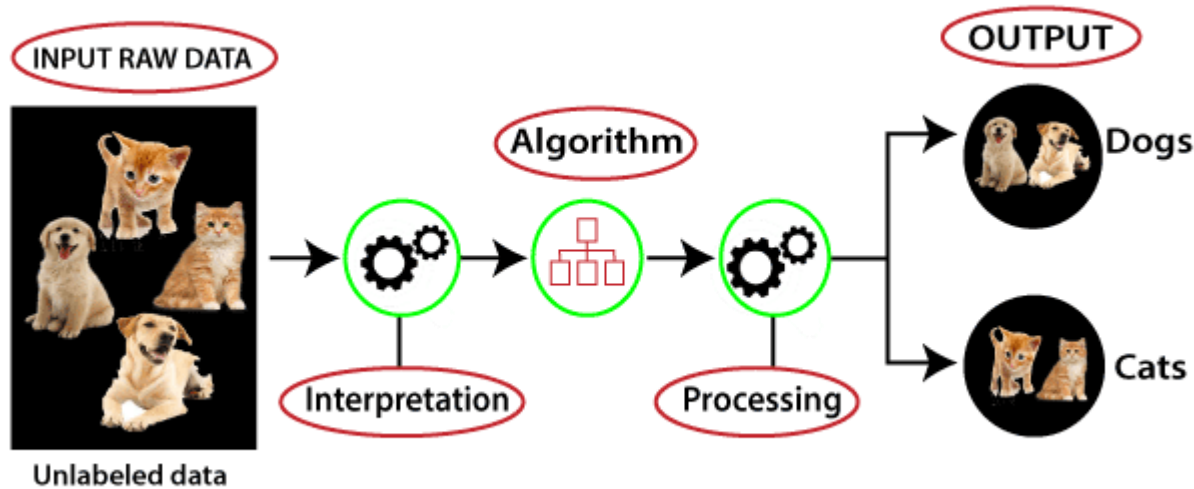 INPUT RAW DATA
OUTPUT
Algorithm
Dogs
Interpretation
Processing
Cats
Unlabeled data